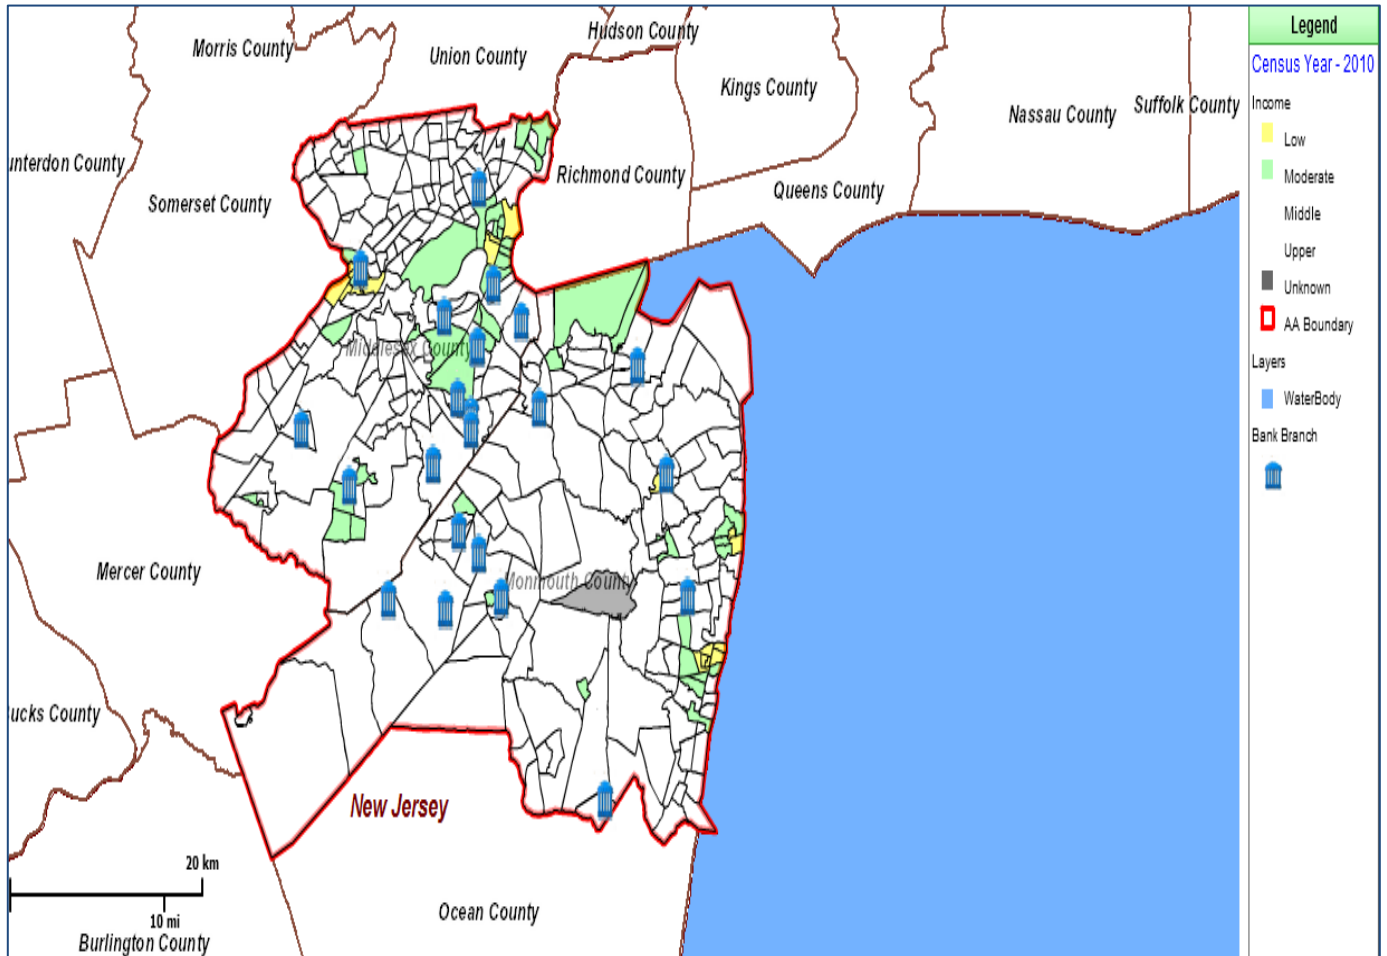 Hudson County
Morris County
Union County
Kings County
Nassau County
Suffolk County
unterdon County
Richmond County
Queens County
Somerset County
Middlesex County
Mercer County
Monmouth County
ucks County
New Jersey
20 km
10 mi
Ocean County
Burlington County
Legend
Census Year - 2010
Income
Low
Moderate
Middle
Upper
Unknown
AA Boundary
Layers
WaterBody
Bank Branch